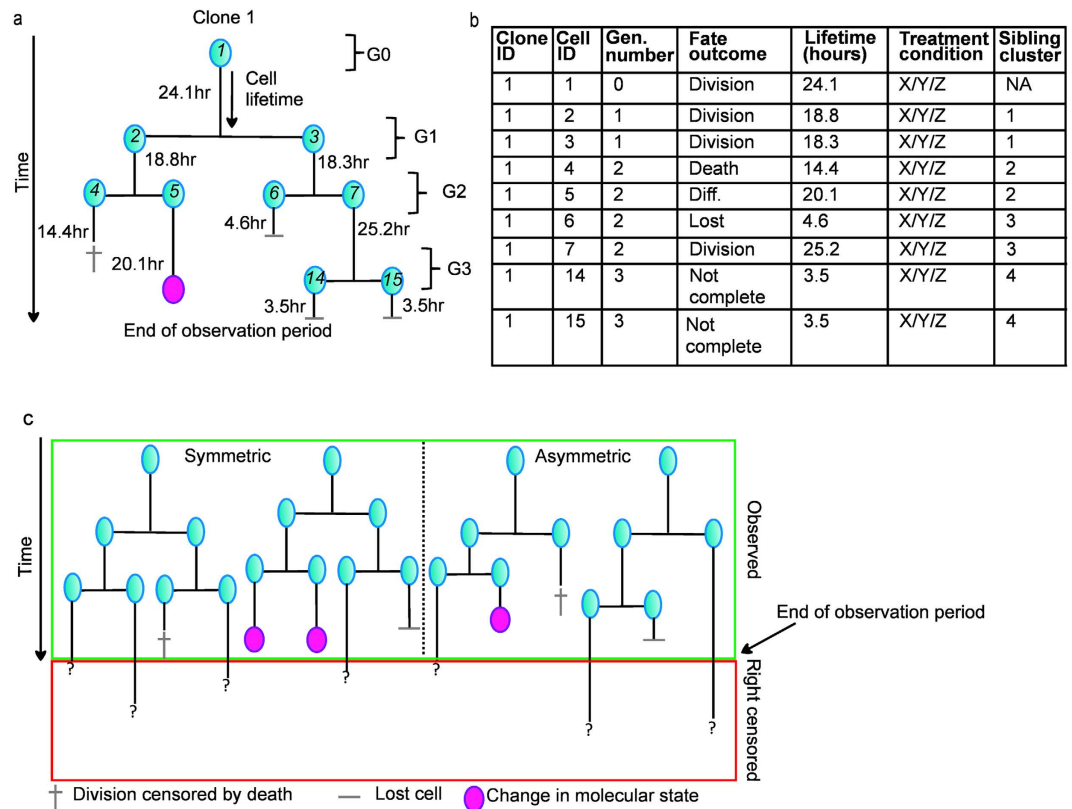 a
Clone 1
1
G0
24.1hr
Cell
lifetime
2
3
G1
18.8hr
18.3hr
Time
4
5
6
7
G2
14.4hr
4.6hr
25.2hr
20.1hr
14
15
G3
3.5hr
3.5hr
End of observation period
b
Clone ID Cell ID Gen. number Fate outcome Lifetime (hours) Treatment condition Sibling cluster
1 1 0 Division 24.1 X/Y/Z NA
1 2 1 Division 18.8 X/Y/Z 1
1 3 1 Division 18.3 X/Y/Z 1
1 4 2 Death 14.4 X/Y/Z 2
1 5 2 Diff. 20.1 X/Y/Z 2
1 6 2 Lost 4.6 X/Y/Z 3
1 7 2 Division 25.2 X/Y/Z 3
1 14 3 Not complete 3.5 X/Y/Z 4
1 15 3 Not complete 3.5 X/Y/Z 4
c
Time
Symmetric
Asymmetric
Observed
End of observation period
Right censored
?
?
?
?
?
?
?
Division censored by death
Lost cell
Change in molecular state